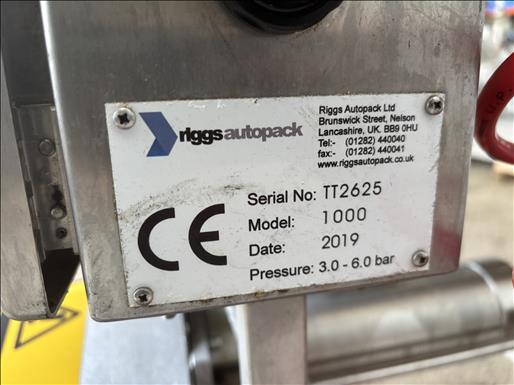 riggsautopack
Riggs Autopack Ltd
Brunswick Street, Nelson
Lancashire, UK. BB9 0HU
Tel:- (01282) 440040
fax:- (01282) 440041
www.riggsautopack.co.uk
CE
Serial No: TT2625
Model: 1000
Date: 2019
Pressure: 3.0 - 6.0 bar